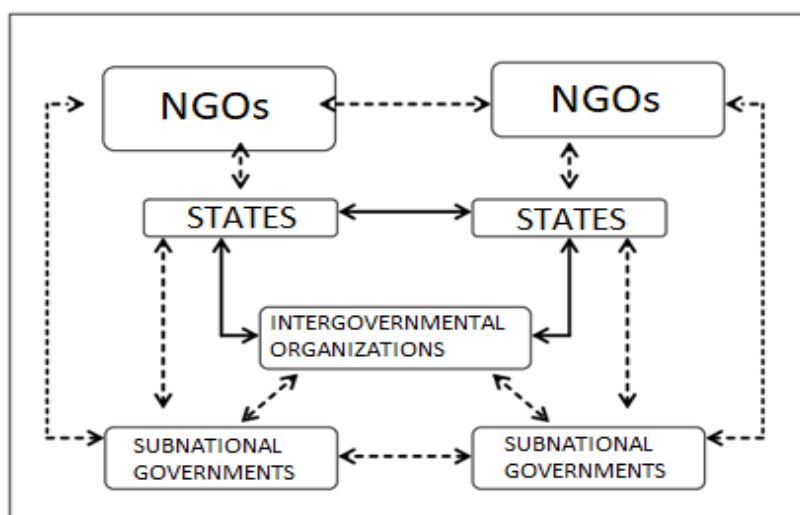 NGOs
NGOs
STATES
STATES
INTERGOVERNMENTAL
ORGANIZATIONS
SUBNATIONAL
GOVERNMENTS
SUBNATIONAL
GOVERNMENTS